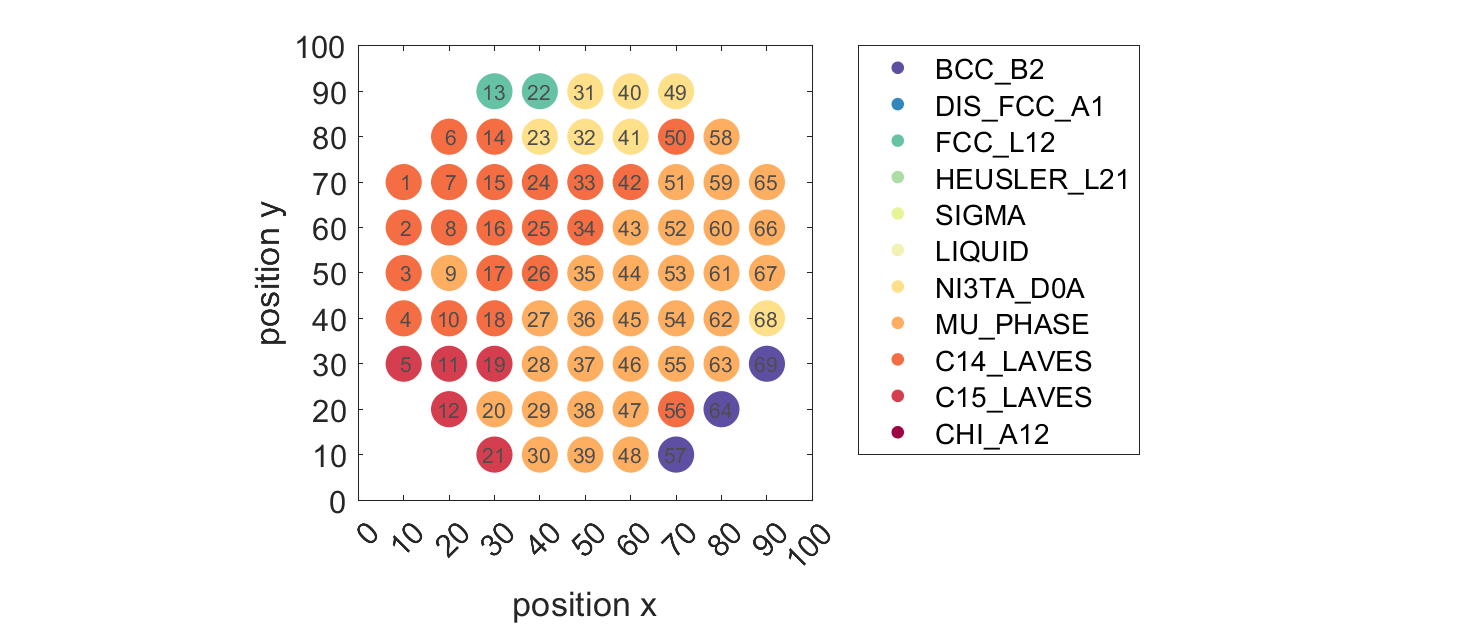 100
90
80
70
60
50
40
30
20
10
0
position y
13 22 31 40 49
6 14 23 32 41 50 58
1 7 15 24 33 42 51 59 65
2 8 16 25 34 43 52 60 66
3 9 17 26 35 44 53 61 67
4 10 18 27 36 45 54 62 68
5 11 19 28 37 46 55 63 69
12 20 29 38 47 56 64
21 30 39 48 57
0 10 20 30 40 50 60 70 80 90 100
position x
BCC_B2
DIS_FCC_A1
FCC_L12
HEUSLER_L21
SIGMA
LIQUID
NI3TA_D0A
MU_PHASE
C14_LAVES
C15_LAVES
CHI_A12